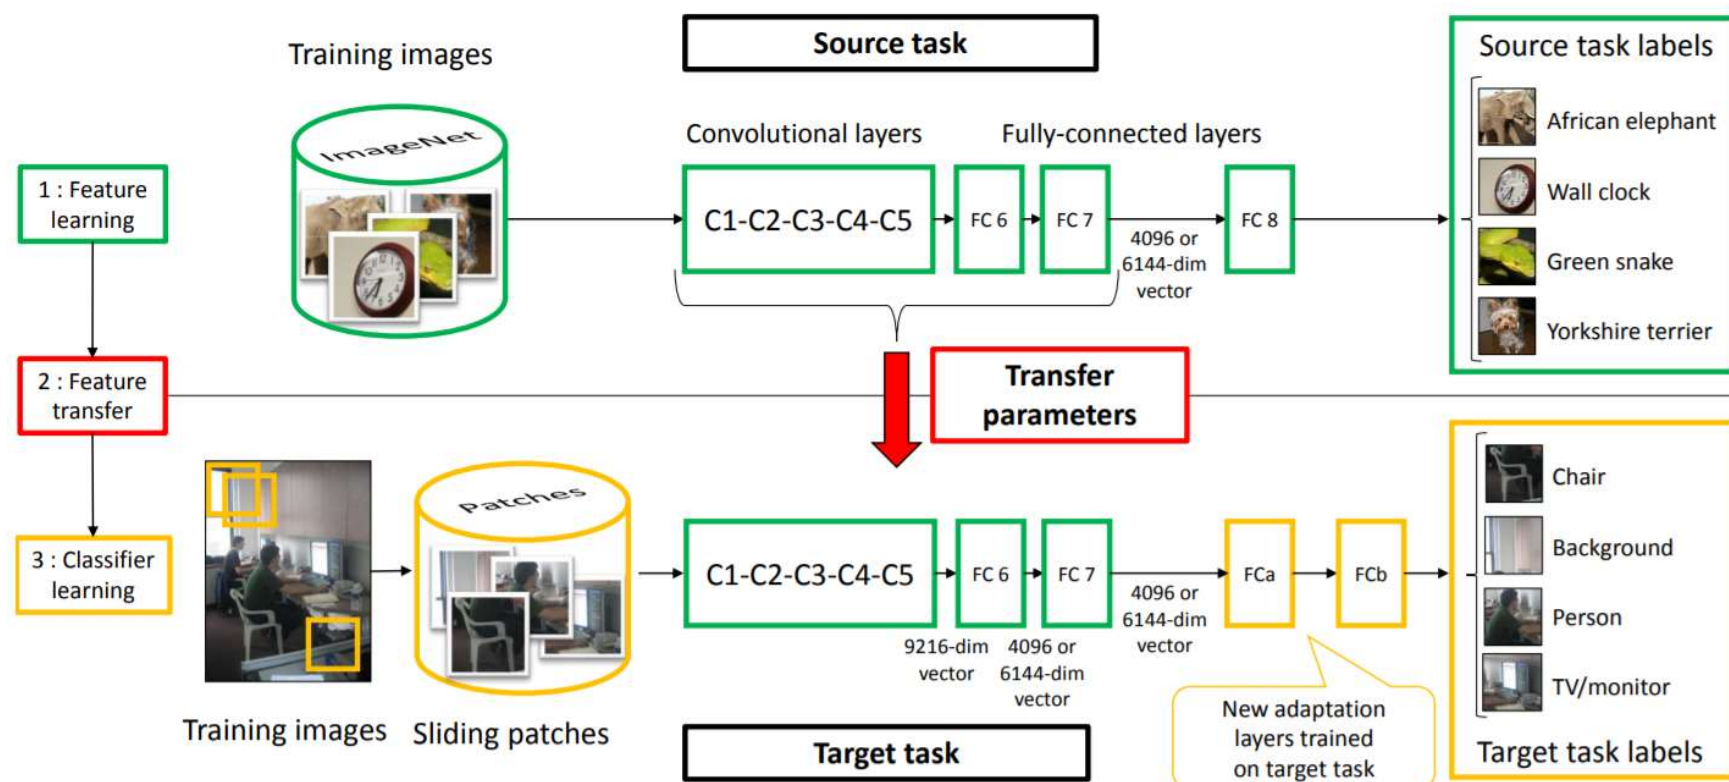 Source task
Training images
Source task labels
ImageNet
Convolutional layers
Fully-connected layers
African elephant
Wall clock
Green snake
Yorkshire terrier
1 : Feature
learning
C1-C2-C3-C4-C5
FC 6
FC 7
4096 or
6144-dim
vector
FC 8
2 : Feature
transfer
Transfer
parameters
3 : Classifier
learning
Patches
C1-C2-C3-C4-C5
FC 6
FC 7
FCa
FCb
9216-dim
vector
4096 or
6144-dim
vector
4096 or
6144-dim
vector
Chair
Background
Person
TV/monitor
Training images
Sliding patches
Target task
New adaptation
layers trained
on target task
Target task labels